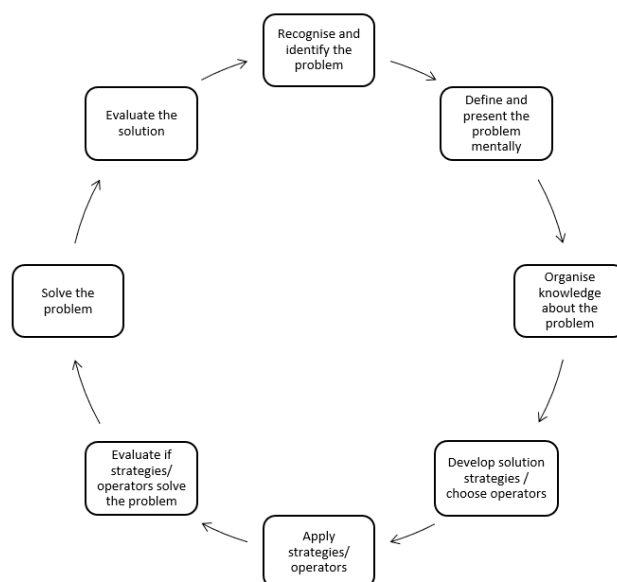 Recognise and
identify the
problem
Define and
present the
problem
mentally
Organise
knowledge
about the
problem
Develop solution
strategies /
choose operators
Apply
strategies/
operators
Evaluate if
strategies/
operators solve
the problem
Solve the
problem
Evaluate the
solution